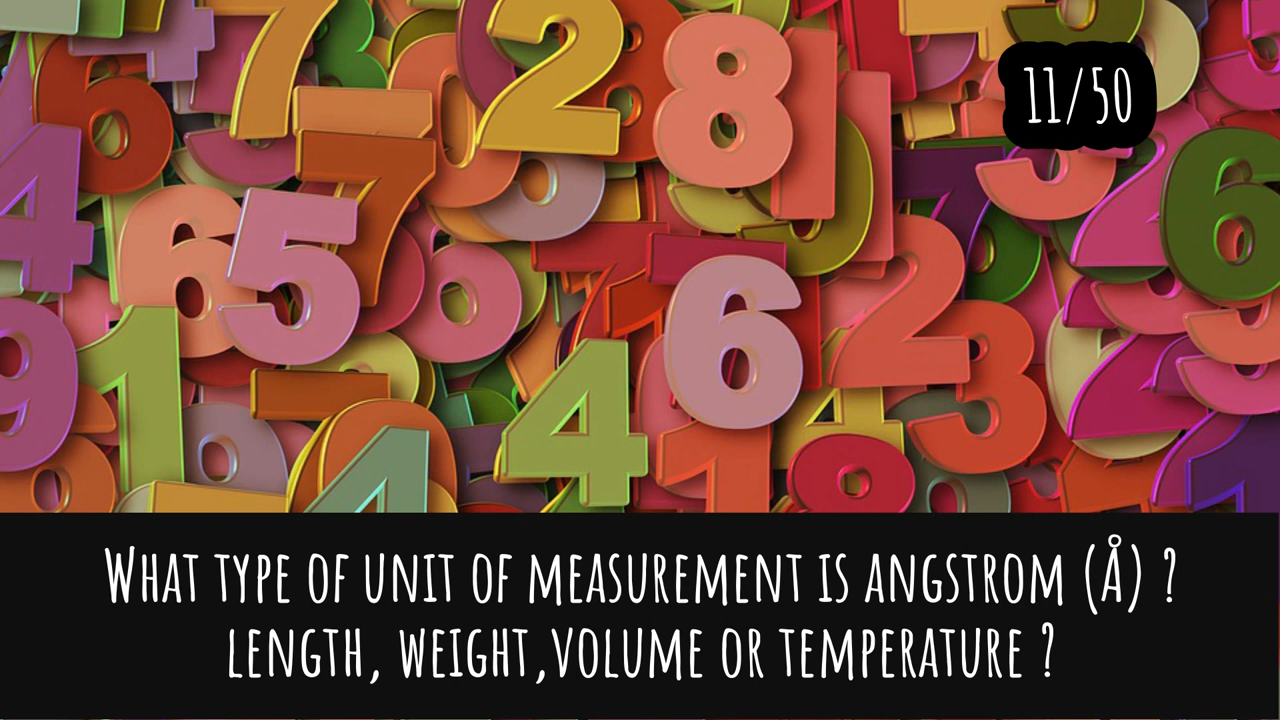 11/50
What type of unit of measurement is angstrom (Å) ?
length, weight,volume or temperature ?